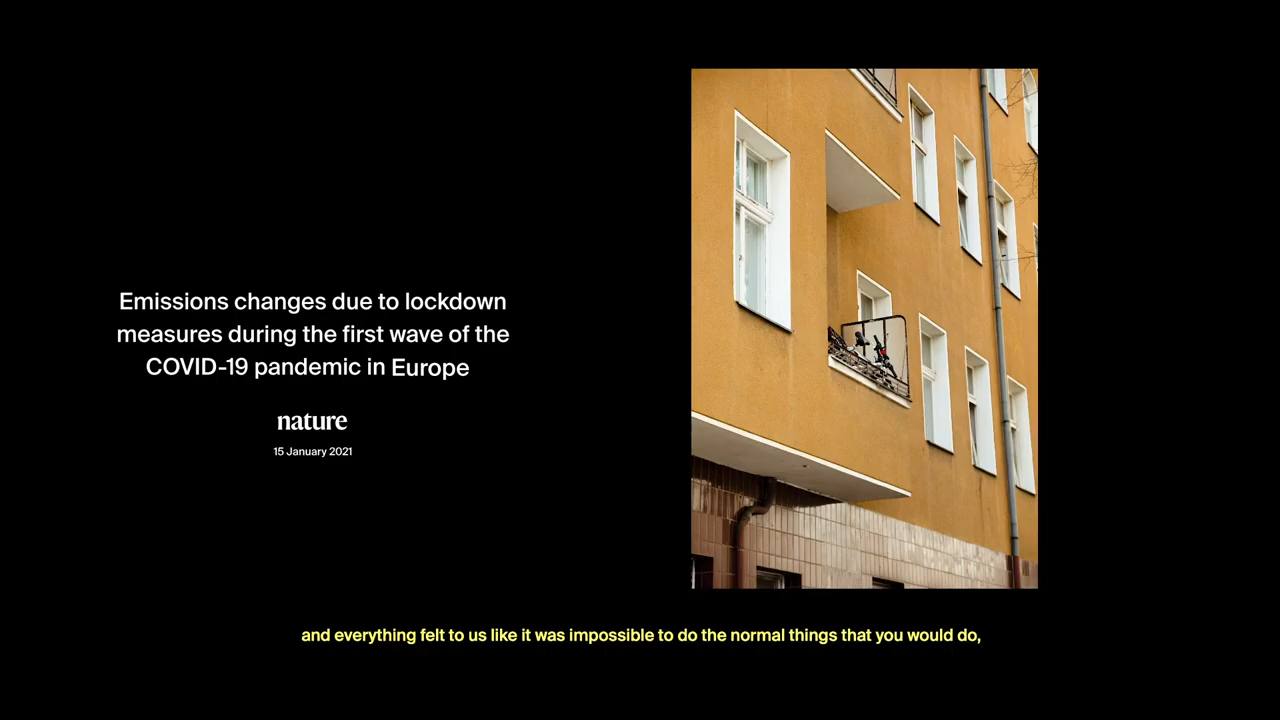 Emissions changes due to lockdown
measures during the first wave of the
COVID-19 pandemic in Europe
nature
15 January 2021
and everything felt to us like it was impossible to do the normal things that you would do,